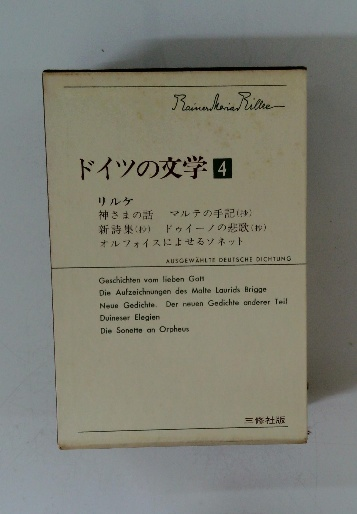 Rainer Maria Rilke
ドイツの文学 4
リルケ
神さまの話 マルテの手記(抄)
新詩集(抄) ドゥイーノの悲歌(抄)
オルフォイスによせるソネット
AUSGEWÄHLTE DEUTSCHE DICHTUNG
Geschichten vom lieben Gott
Die Aufzeichnungen des Malte Laurids Brigge
Neue Gedichte. Der neuen Gedichte anderer Teil
Duineser Elegien
Die Sonette an Orpheus
三修社版